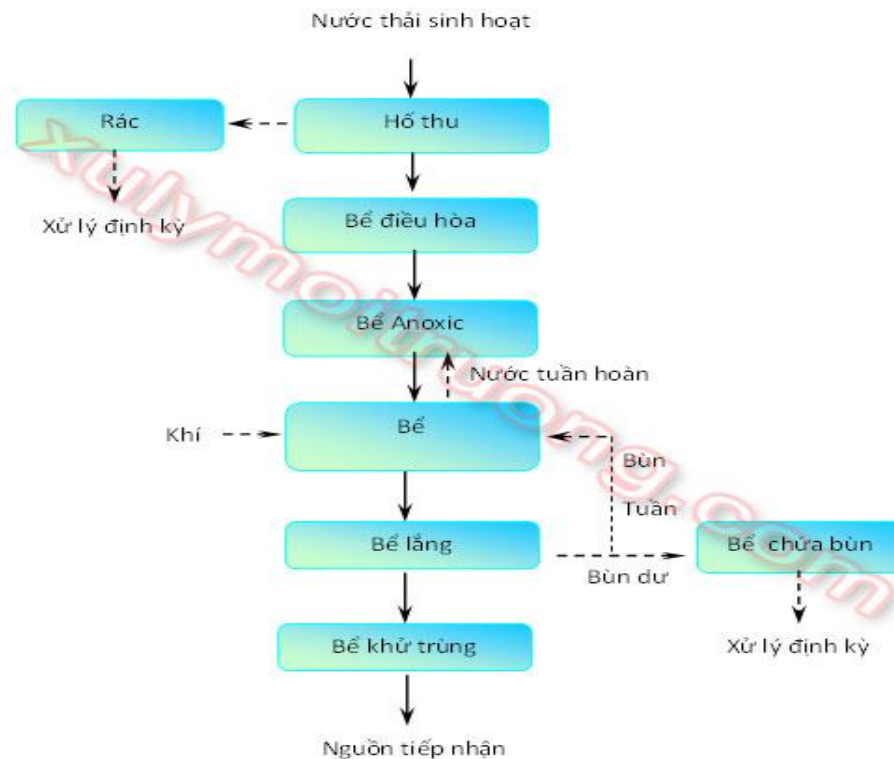 Nước thải sinh hoạt
Rác
Hố thu
Xử lý định kỳ
Bể điều hòa
Bể Anoxic
Nước tuần hoàn
Khí
Bể
Bùn
Tuần
Bể lắng
Bể chứa bùn
Bùn dư
Bể khử trùng
Xử lý định kỳ
Nguồn tiếp nhận
xulymoitruong.com